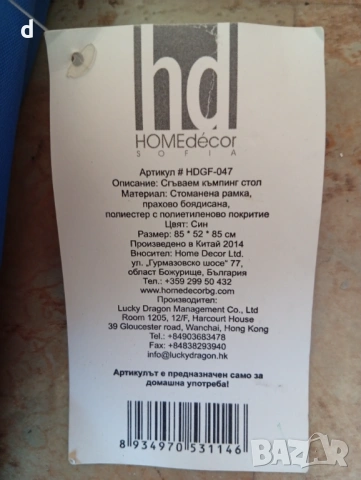 d
hd
HOMEdécor
SOFIA
Артикул # HDGF-047
Описание: Сгъваем къмпинг стол
Материал: Стоманена рамка,
прахово боядисана,
полиестер с полиетиленово покритие
Цвят: Син
Размер: 85 * 52 * 85 см
Произведено в Китай 2014
Вносител: Home Decor Ltd.
ул. „Гурмазовско шосе" 77,
област Божурище, България
Тел.: +359 299 50 432
www.homedecorbg.com
Производител:
Lucky Dragon Management Co., Ltd
Room 1205, 12/F, Harcourt House
39 Gloucester road, Wanchai, Hong Kong
Tel: +84903683478
Fax: +84838293940
info@luckydragon.hk
Артикулът е предназначен само за
домашна употреба!
8 934970 531146
BAZAR